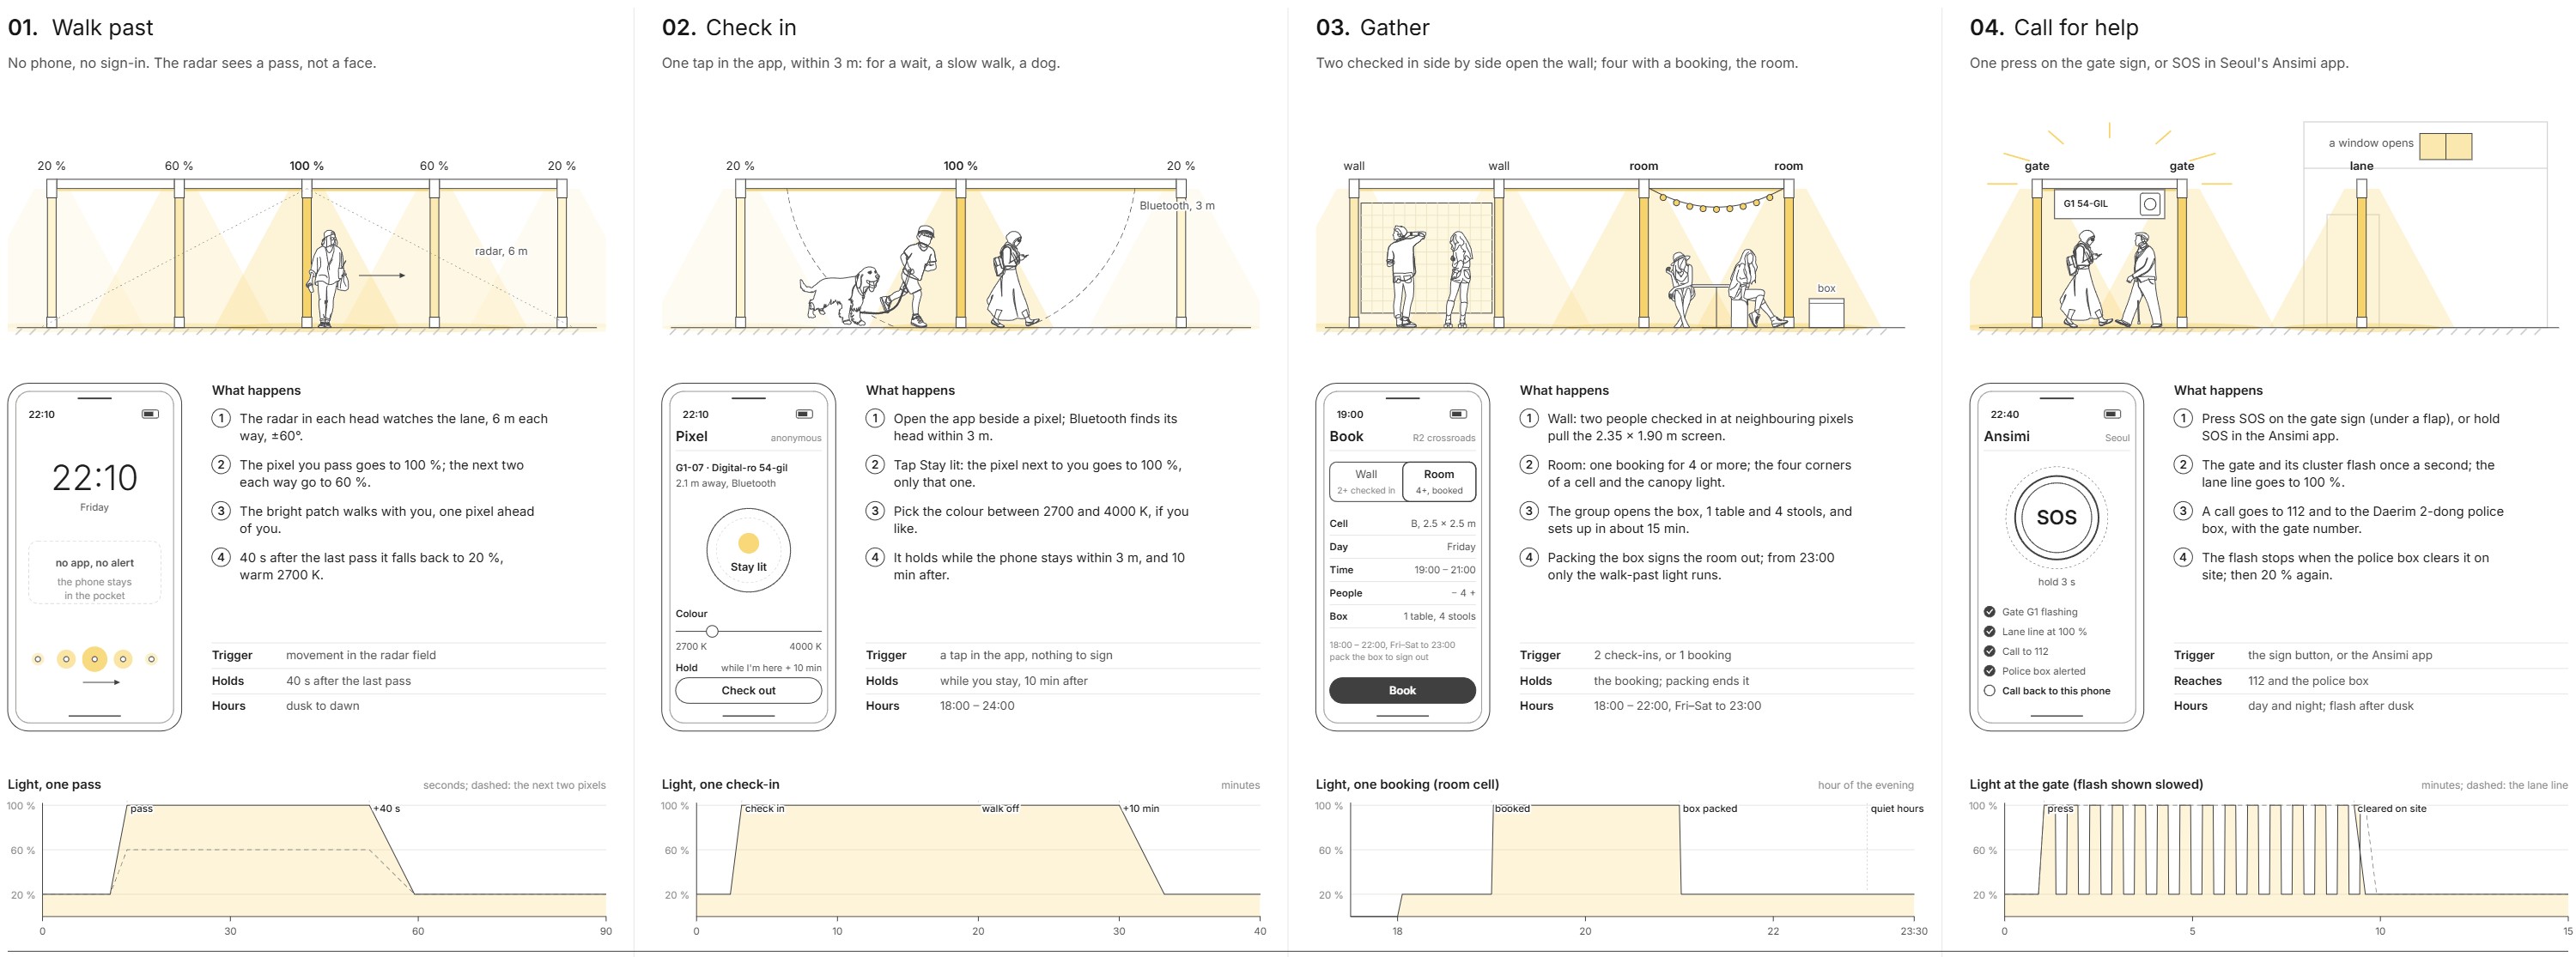 01. Walk past
No phone, no sign-in. The radar sees a pass, not a face.
20 %
60 %
100 %
60 %
20 %
radar, 6 m
22:10
22:10
Friday
no app, no alert
the phone stays
in the pocket
What happens
1 The radar in each head watches the lane, 6 m each
way, ±60°.
2 The pixel you pass goes to 100 %; the next two
each way go to 60 %.
3 The bright patch walks with you, one pixel ahead
of you.
4 40 s after the last pass it falls back to 20 %,
warm 2700 K.
Trigger movement in the radar field
Holds 40 s after the last pass
Hours dusk to dawn
Light, one pass
seconds; dashed: the next two pixels
100 %
60 %
20 %
pass
+40 s
0
30
60
90
02. Check in
One tap in the app, within 3 m: for a wait, a slow walk, a dog.
20 %
100 %
20 %
Bluetooth, 3 m
22:10
Pixel anonymous
G1-07 · Digital-ro 54-gil
2.1 m away, Bluetooth
Stay lit
Colour
2700 K 4000 K
Hold while I'm here + 10 min
Check out
What happens
1 Open the app beside a pixel; Bluetooth finds its
head within 3 m.
2 Tap Stay lit: the pixel next to you goes to 100 %,
only that one.
3 Pick the colour between 2700 and 4000 K, if you
like.
4 It holds while the phone stays within 3 m, and 10
min after.
Trigger a tap in the app, nothing to sign
Holds while you stay, 10 min after
Hours 18:00 – 24:00
Light, one check-in
minutes
100 %
60 %
20 %
check in
walk off
+10 min
0
10
20
30
40
03. Gather
Two checked in side by side open the wall; four with a booking, the room.
wall
wall
room
room
box
19:00
Book R2 crossroads
Wall Room
2+ checked in 4+, booked
Cell B, 2.5 × 2.5 m
Day Friday
Time 19:00 – 21:00
People − 4 +
Box 1 table, 4 stools
18:00 – 22:00, Fri–Sat to 23:00
pack the box to sign out
Book
What happens
1 Wall: two people checked in at neighbouring pixels
pull the 2.35 × 1.90 m screen.
2 Room: one booking for 4 or more; the four corners
of a cell and the canopy light.
3 The group opens the box, 1 table and 4 stools, and
sets up in about 15 min.
4 Packing the box signs the room out; from 23:00
only the walk-past light runs.
Trigger 2 check-ins, or 1 booking
Holds the booking; packing ends it
Hours 18:00 – 22:00, Fri–Sat to 23:00
Light, one booking (room cell)
hour of the evening
100 %
60 %
20 %
booked
box packed
quiet hours
18
20
22
23:30
04. Call for help
One press on the gate sign, or SOS in Seoul's Ansimi app.
gate
gate
a window opens
lane
G1 54-GIL
22:40
Ansimi Seoul
SOS
hold 3 s
Gate G1 flashing
Lane line at 100 %
Call to 112
Police box alerted
Call back to this phone
What happens
1 Press SOS on the gate sign (under a flap), or hold
SOS in the Ansimi app.
2 The gate and its cluster flash once a second; the
lane line goes to 100 %.
3 A call goes to 112 and to the Daerim 2-dong police
box, with the gate number.
4 The flash stops when the police box clears it on
site; then 20 % again.
Trigger the sign button, or the Ansimi app
Reaches 112 and the police box
Hours day and night; flash after dusk
Light at the gate (flash shown slowed)
minutes; dashed: the lane line
100 %
60 %
20 %
press
cleared on site
0
5
10
15